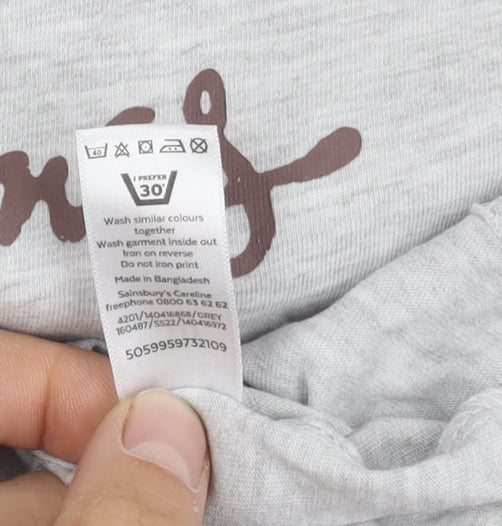 40
I PREFER
30°
Wash similar colours
together
Wash garment inside out
Iron on reverse
Do not iron print
Made in Bangladesh
Sainsbury's Careline
freephone 0800 63 62 62
4201/140416868/GREY
160487/SS22/140416972
5059959732109